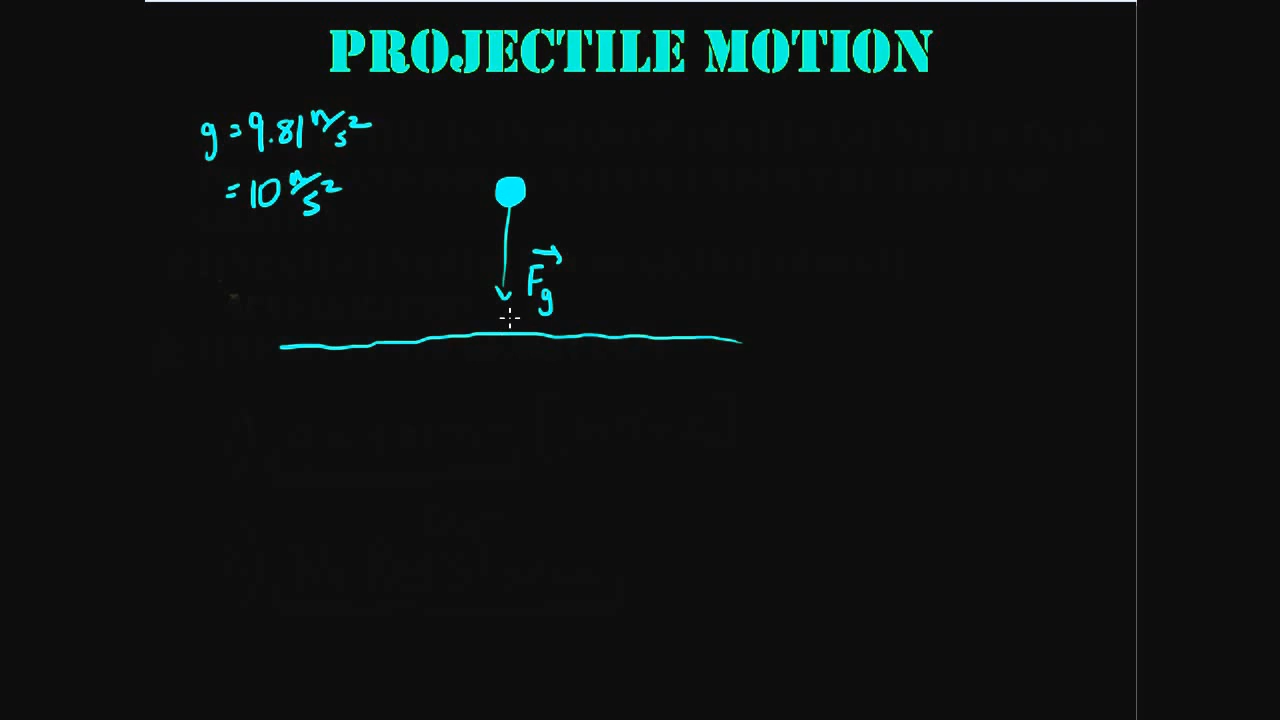 PROJECTILE MOTION
g = 9.81 m/s²
= 10 m/s²
F⃗g